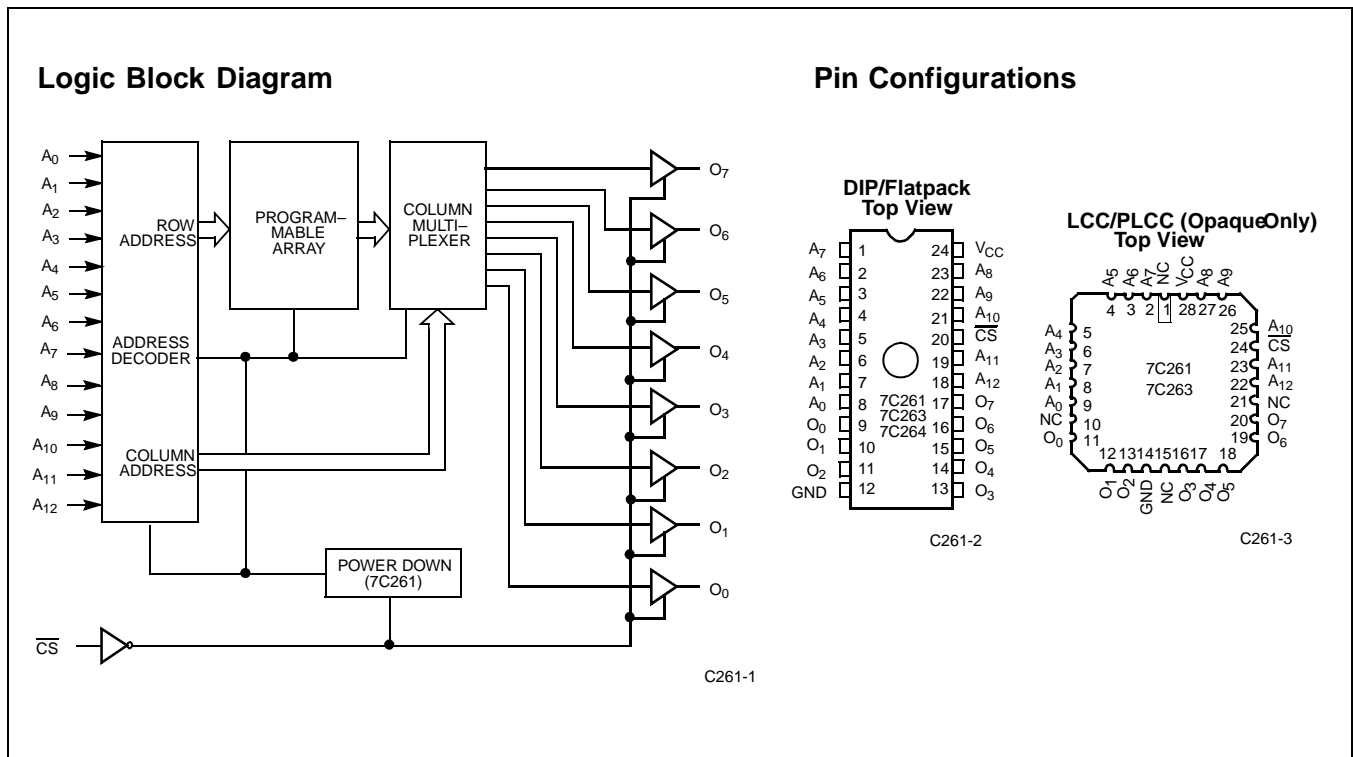 Logic Block Diagram
A0
A1
A2
A3
A4
A5
A6
A7
A8
A9
A10
A11
A12
ROW
ADDRESS
ADDRESS
DECODER
COLUMN
ADDRESS
PROGRAM–
MABLE
ARRAY
COLUMN
MULTI–
PLEXER
POWER DOWN
(7C261)
CS
O7
O6
O5
O4
O3
O2
O1
O0
C261-1
Pin Configurations
DIP/Flatpack
Top View
A7 1 24 VCC
A6 2 23 A8
A5 3 22 A9
A4 4 21 A10
A3 5 20 CS
A2 6 19 A11
A1 7 18 A12
A0 8 7C261 17 O7
O0 9 7C263 16 O6
O1 10 7C264 15 O5
O2 11 14 O4
GND 12 13 O3
C261-2
LCC/PLCC (OpaqueOnly)
Top View
A5 A6 A7 NC VCC A8 A9
4 3 2 1 28 27 26
A4 5 25 A10
A3 6 24 CS
A2 7 7C261 23 A11
A1 8 7C263 22 A12
A0 9 21 NC
NC 10 20 O7
O0 11 19 O6
12 13 14 15 16 17 18
O1 O2 GND NC O3 O4 O5
C261-3